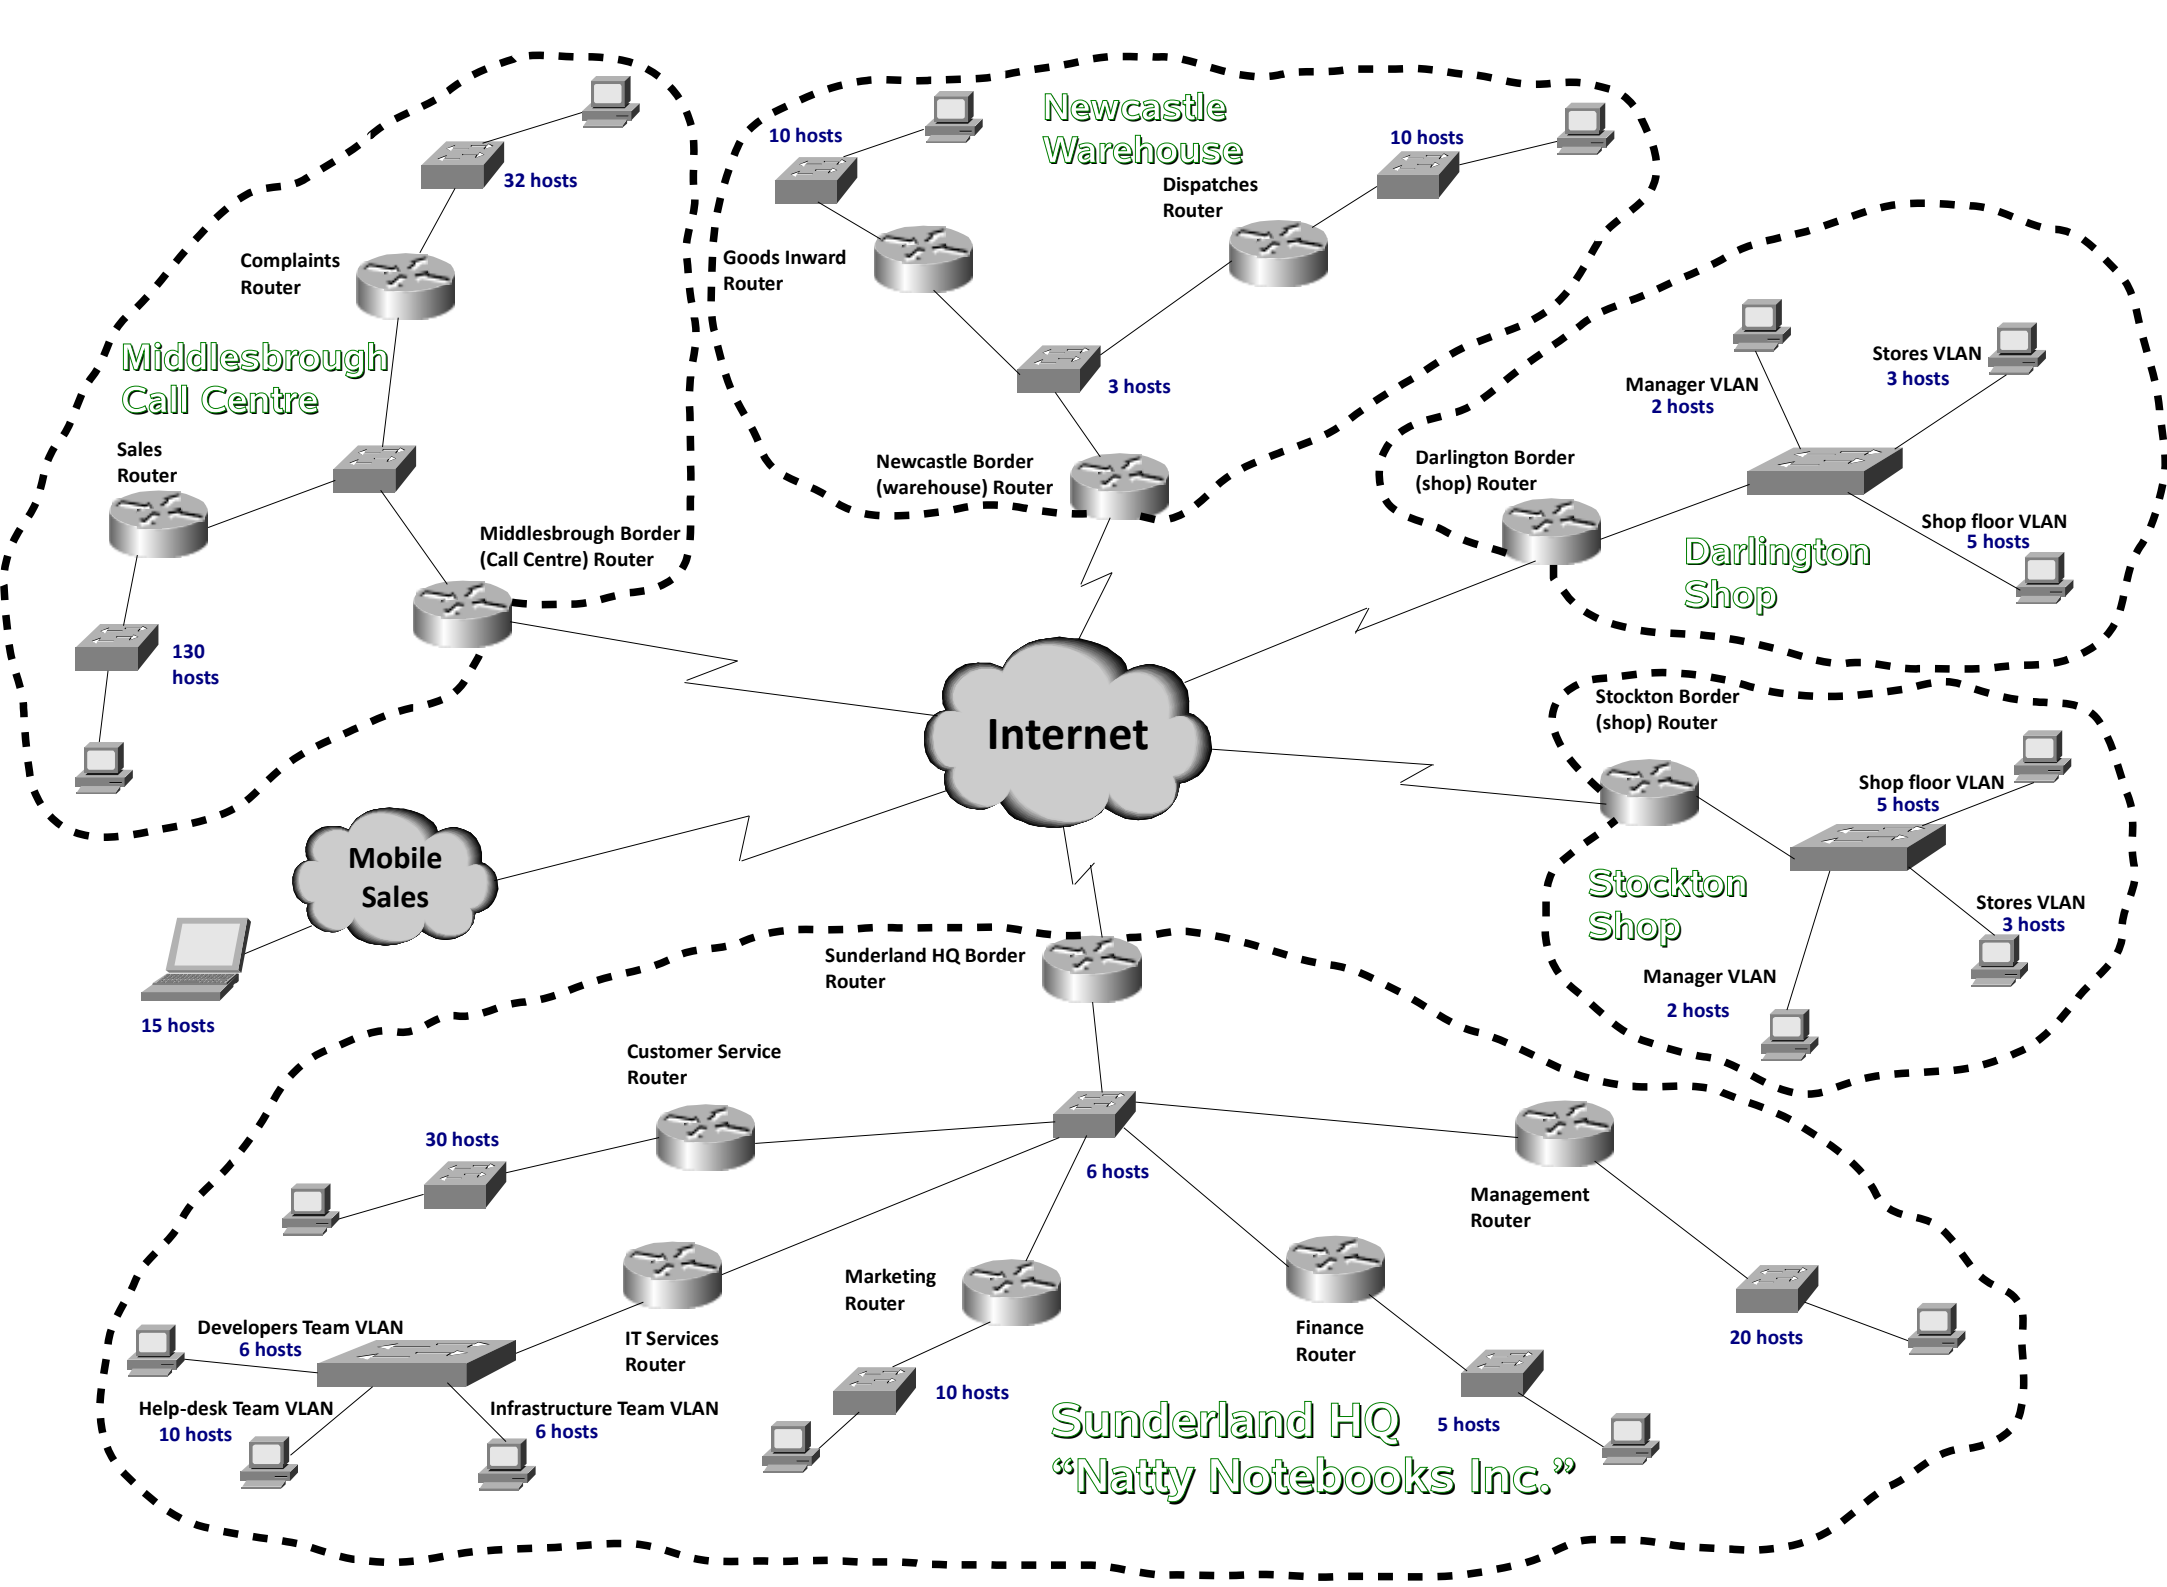 32 hosts
Complaints
Router
Middlesbrough
Call Centre
Sales
Router
Middlesbrough Border
(Call Centre) Router
130
hosts
Newcastle
Warehouse
10 hosts
10 hosts
Dispatches
Router
Goods Inward
Router
3 hosts
Newcastle Border
(warehouse) Router
Stores VLAN
3 hosts
Manager VLAN
2 hosts
Darlington Border
(shop) Router
Shop floor VLAN
5 hosts
Darlington
Shop
Internet
Stockton Border
(shop) Router
Shop floor VLAN
5 hosts
Stockton
Shop
Stores VLAN
3 hosts
Manager VLAN
2 hosts
Mobile
Sales
15 hosts
Sunderland HQ Border
Router
Customer Service
Router
30 hosts
6 hosts
Management
Router
20 hosts
IT Services
Router
Marketing
Router
Finance
Router
Developers Team VLAN
6 hosts
Help-desk Team VLAN
10 hosts
Infrastructure Team VLAN
6 hosts
10 hosts
5 hosts
Sunderland HQ
“Natty Notebooks Inc.”